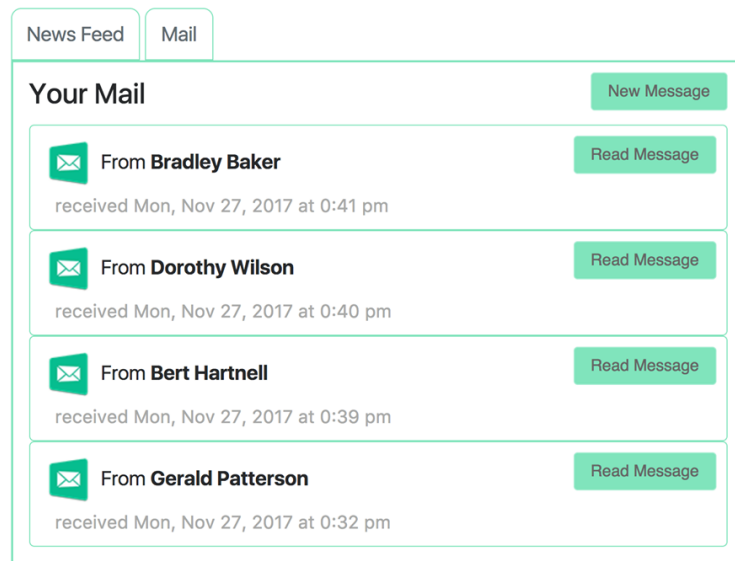 News Feed Mail
Your Mail New Message
From Bradley Baker Read Message
received Mon, Nov 27, 2017 at 0:41 pm
From Dorothy Wilson Read Message
received Mon, Nov 27, 2017 at 0:40 pm
From Bert Hartnell Read Message
received Mon, Nov 27, 2017 at 0:39 pm
From Gerald Patterson Read Message
received Mon, Nov 27, 2017 at 0:32 pm